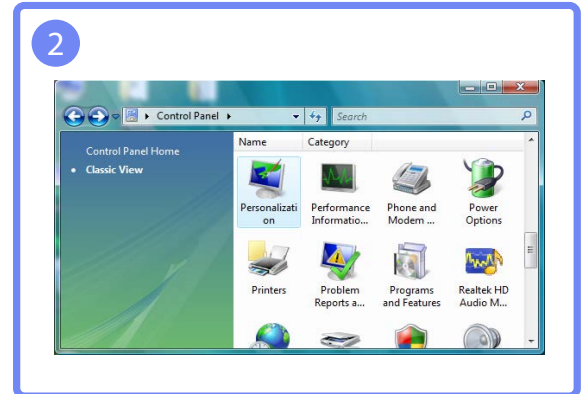 2
Control Panel
Search
Control Panel Home
Classic View
Name Category
Personalizati
on
Performance
Informatio...
Phone and
Modem ...
Power
Options
Printers
Problem
Reports a...
Programs
and Features
Realtek HD
Audio M...